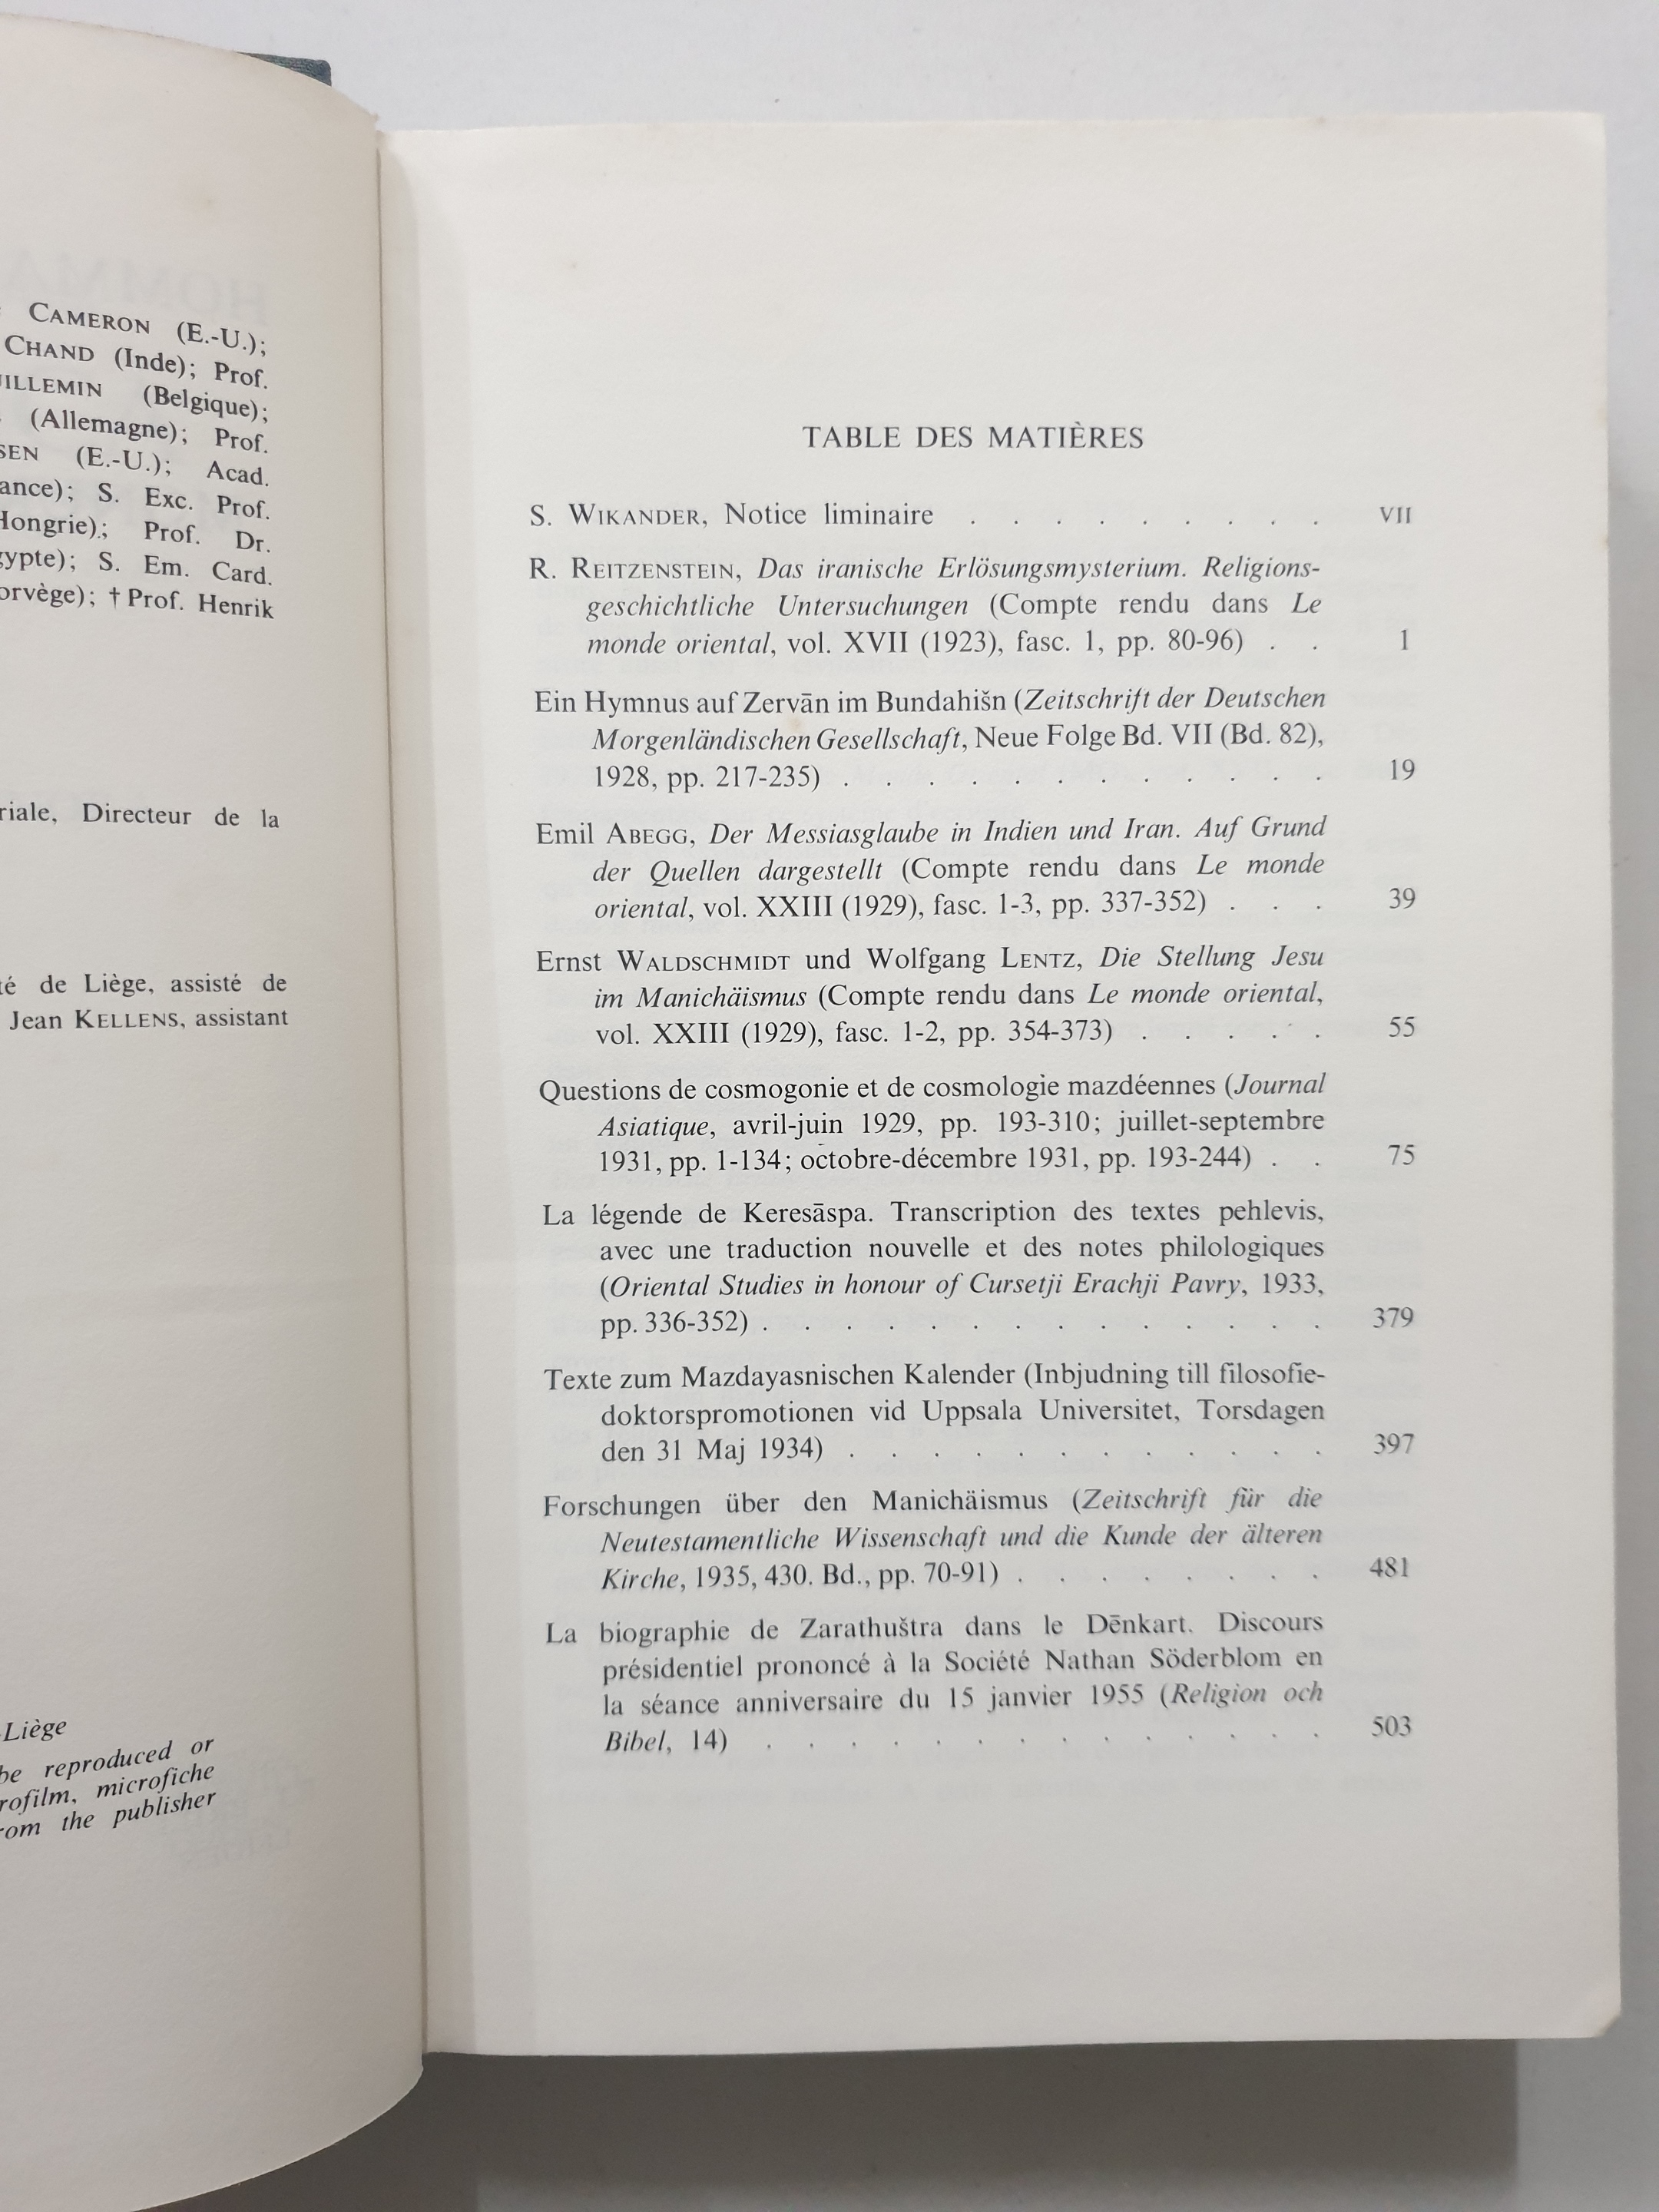 CAMERON (E.-U.);
CHAND (Inde); Prof.
(Belgique);
(Allemagne); Prof.
(E.-U.); Acad.
S. Exc. Prof.
Prof. Dr.
S. Em. Card.
† Prof. Henrik
Directeur de la
de Liège, assisté de
Jean KELLENS, assistant
Liège
be reproduced or
microfiche
the publisher
TABLE DES MATIÈRES
S. WIKANDER, Notice liminaire . . . . . . . . . VII
R. REITZENSTEIN, Das iranische Erlösungsmysterium. Religions-
geschichtliche Untersuchungen (Compte rendu dans Le
monde oriental, vol. XVII (1923), fasc. 1, pp. 80-96) . . 1
Ein Hymnus auf Zervān im Bundahišn (Zeitschrift der Deutschen
Morgenländischen Gesellschaft, Neue Folge Bd. VII (Bd. 82),
1928, pp. 217-235) . . . . . . . . . . . . 19
Emil ABEGG, Der Messiasglaube in Indien und Iran. Auf Grund
der Quellen dargestellt (Compte rendu dans Le monde
oriental, vol. XXIII (1929), fasc. 1-3, pp. 337-352) . . . 39
Ernst WALDSCHMIDT und Wolfgang LENTZ, Die Stellung Jesu
im Manichäismus (Compte rendu dans Le monde oriental,
vol. XXIII (1929), fasc. 1-2, pp. 354-373) . . . . . 55
Questions de cosmogonie et de cosmologie mazdéennes (Journal
Asiatique, avril-juin 1929, pp. 193-310; juillet-septembre
1931, pp. 1-134; octobre-décembre 1931, pp. 193-244) . . 75
La légende de Keresāspa. Transcription des textes pehlevis,
avec une traduction nouvelle et des notes philologiques
(Oriental Studies in honour of Cursetji Erachji Pavry, 1933,
pp. 336-352) . . . . . . . . . . . . . . 379
Texte zum Mazdayasnischen Kalender (Inbjudning till filosofie-
doktorspromotionen vid Uppsala Universitet, Torsdagen
den 31 Maj 1934) . . . . . . . . . . . . 397
Forschungen über den Manichäismus (Zeitschrift für die
Neutestamentliche Wissenschaft und die Kunde der älteren
Kirche, 1935, 430. Bd., pp. 70-91) . . . . . . . . 481
La biographie de Zarathuštra dans le Dēnkart. Discours
présidentiel prononcé à la Société Nathan Söderblom en
la séance anniversaire du 15 janvier 1955 (Religion och
Bibel, 14) . . . . . . . . . . . . . . 503